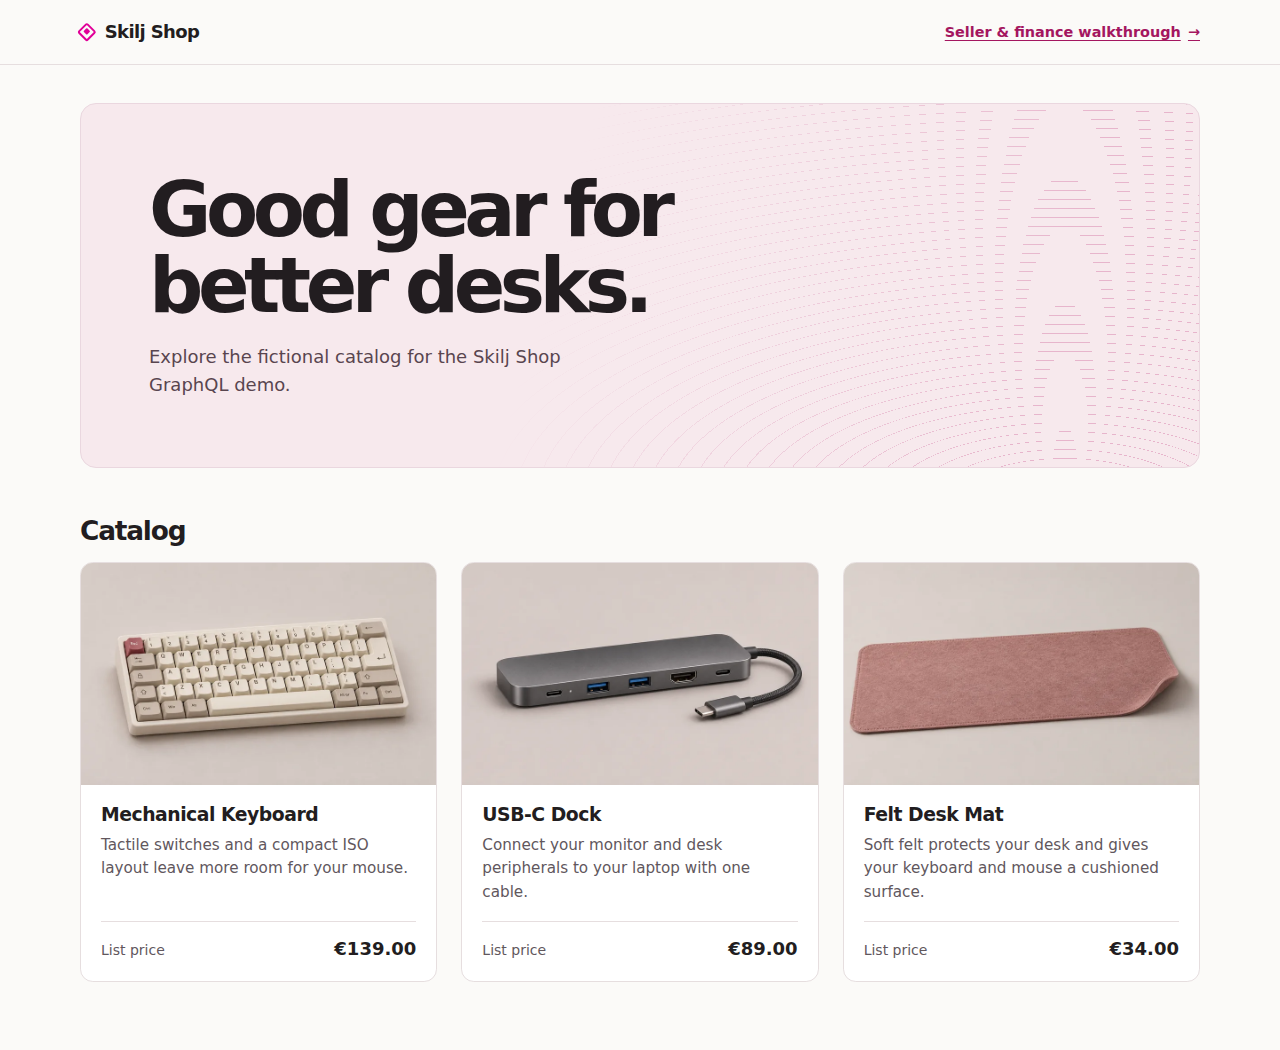 Skilj Shop
Seller & finance walkthrough →
Good gear for
better desks.
Explore the fictional catalog for the Skilj Shop
GraphQL demo.
Catalog
Mechanical Keyboard
Tactile switches and a compact ISO
layout leave more room for your mouse.
List price
€139.00
USB-C Dock
Connect your monitor and desk
peripherals to your laptop with one
cable.
List price
€89.00
Felt Desk Mat
Soft felt protects your desk and gives
your keyboard and mouse a cushioned
surface.
List price
€34.00